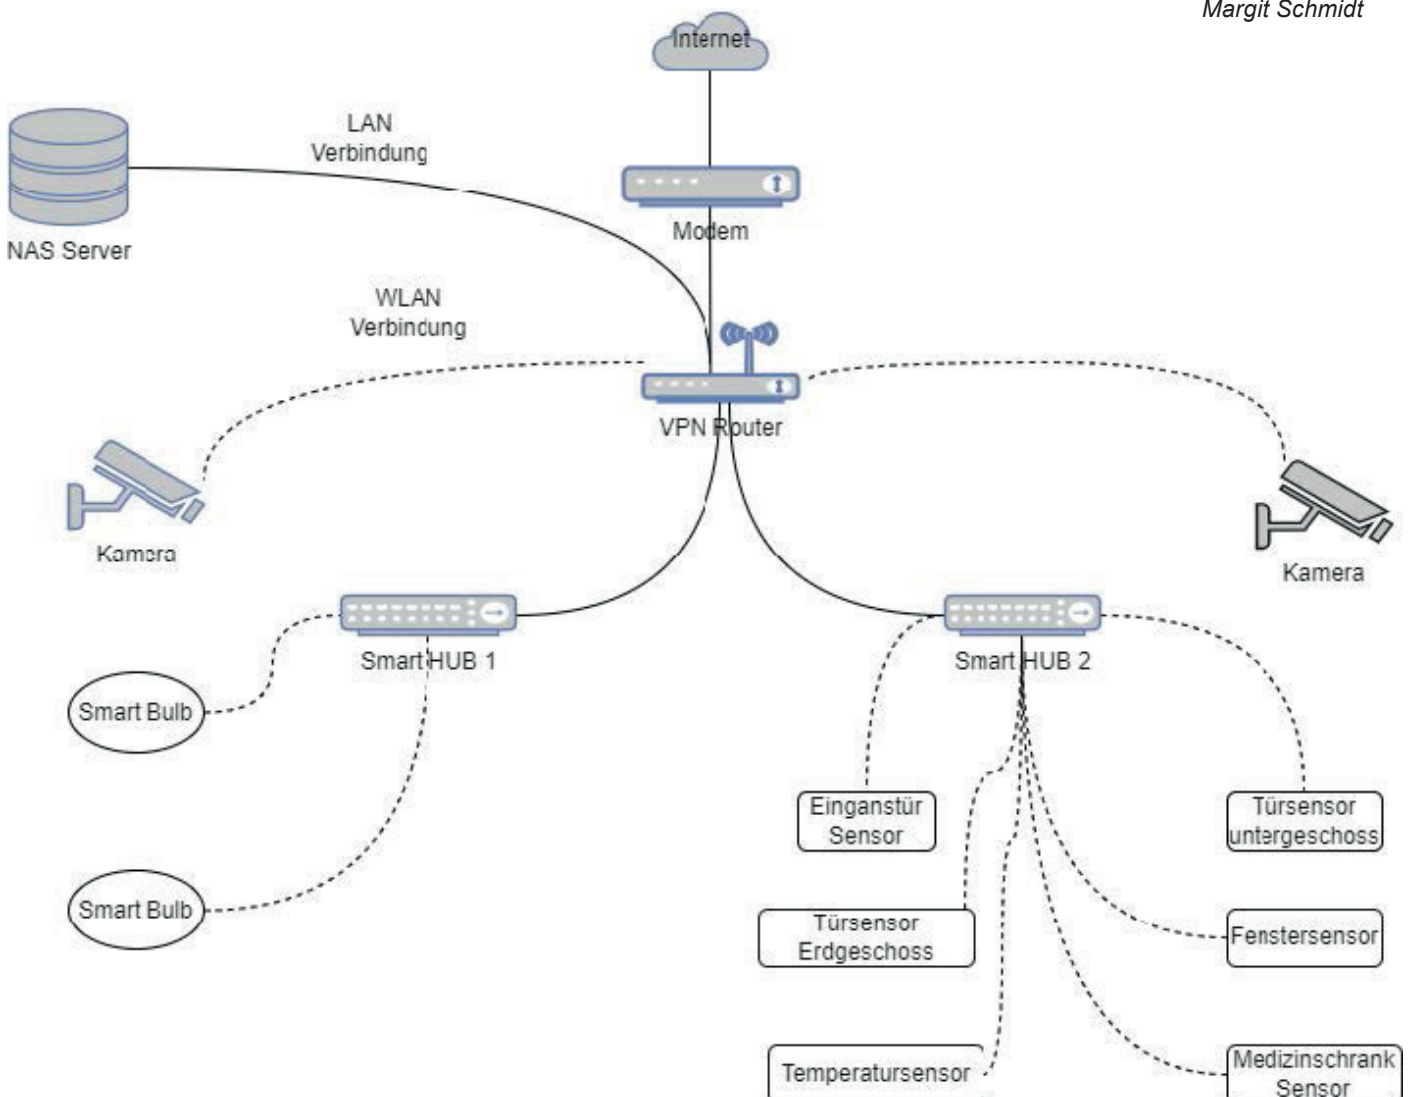 Margit Schmidt
Internet
LAN
Verbindung
Modem
NAS Server
WLAN
Verbindung
VPN Router
Kamera
Kamera
Smart HUB 1
Smart HUB 2
Smart Bulb
Einganstür
Sensor
Türsensor
untergeschoss
Smart Bulb
Türsensor
Erdgeschoss
Fenstersensor
Temperatursensor
Medizinschrank
Sensor